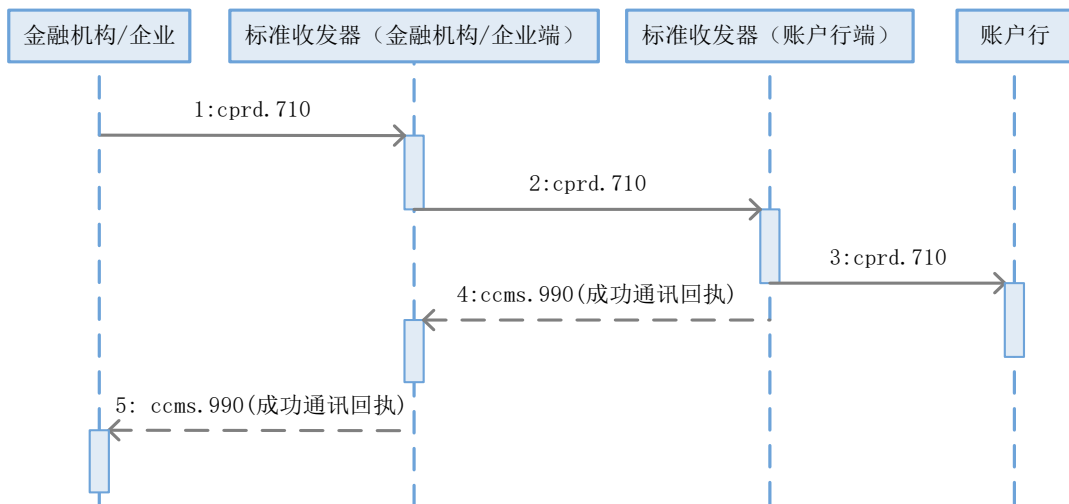 金融机构/企业
标准收发器（金融机构/企业端）
标准收发器（账户行端）
账户行
1:cprd.710
2:cprd.710
3:cprd.710
4:ccms.990(成功通讯回执)
5: ccms.990(成功通讯回执)